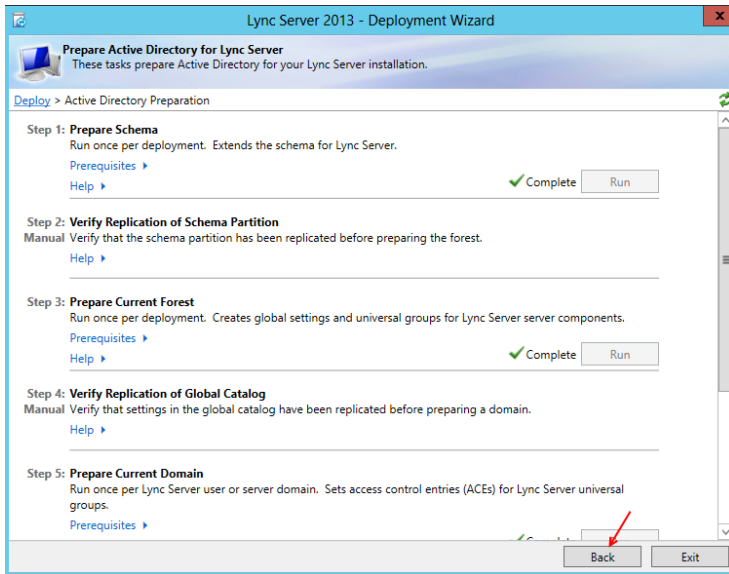 Lync Server 2013 - Deployment Wizard
x
Prepare Active Directory for Lync Server
These tasks prepare Active Directory for your Lync Server installation.
Deploy > Active Directory Preparation
Step 1: Prepare Schema
Run once per deployment. Extends the schema for Lync Server.
Prerequisites
Help
Complete Run
Step 2: Verify Replication of Schema Partition
Manual Verify that the schema partition has been replicated before preparing the forest.
Help
Step 3: Prepare Current Forest
Run once per deployment. Creates global settings and universal groups for Lync Server server components.
Prerequisites
Help
Complete Run
Step 4: Verify Replication of Global Catalog
Manual Verify that settings in the global catalog have been replicated before preparing a domain.
Help
Step 5: Prepare Current Domain
Run once per Lync Server user or server domain. Sets access control entries (ACEs) for Lync Server universal
groups.
Prerequisites
Back Exit